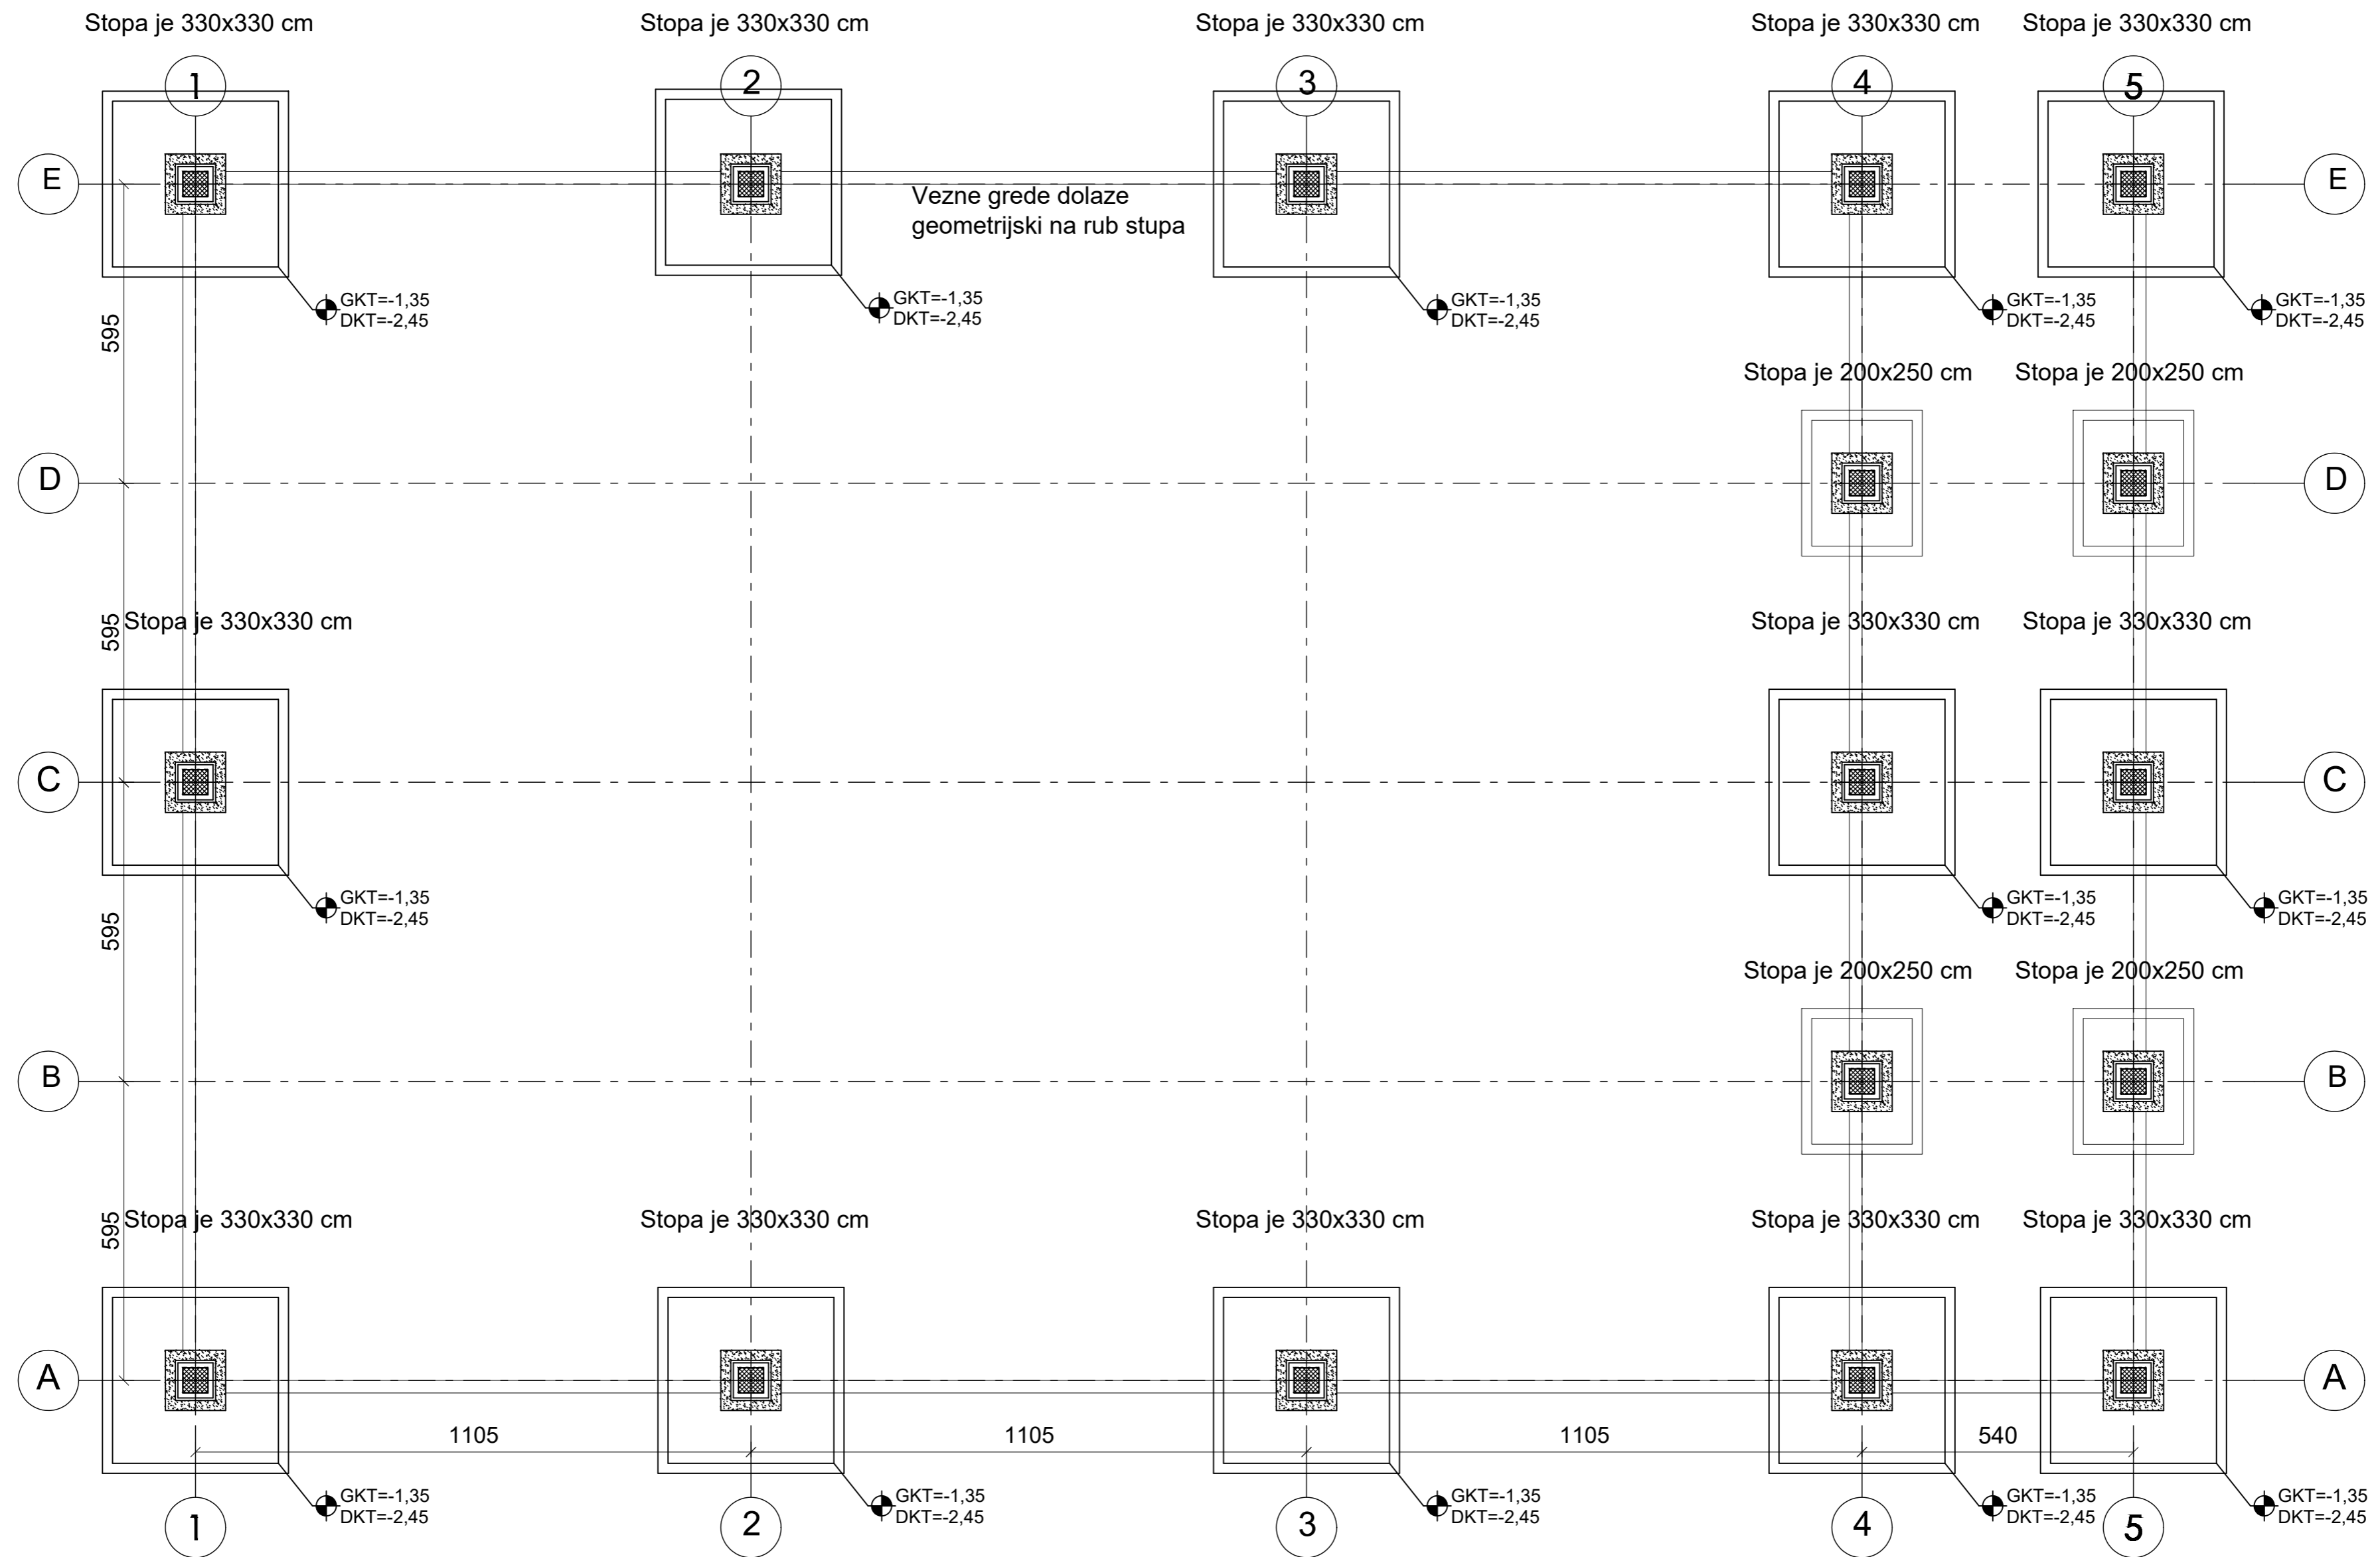 Stopa je 330x330 cm
Stopa je 330x330 cm
Stopa je 330x330 cm
Stopa je 330x330 cm
Stopa je 330x330 cm
1
2
3
4
5
E
E
Vezne grede dolaze
geometrijski na rub stupa
GKT=-1,35
DKT=-2,45
GKT=-1,35
DKT=-2,45
GKT=-1,35
DKT=-2,45
GKT=-1,35
DKT=-2,45
GKT=-1,35
DKT=-2,45
595
Stopa je 200x250 cm
Stopa je 200x250 cm
D
D
595
Stopa je 330x330 cm
Stopa je 330x330 cm
Stopa je 330x330 cm
C
C
GKT=-1,35
DKT=-2,45
GKT=-1,35
DKT=-2,45
GKT=-1,35
DKT=-2,45
595
Stopa je 200x250 cm
Stopa je 200x250 cm
B
B
595
Stopa je 330x330 cm
Stopa je 330x330 cm
Stopa je 330x330 cm
Stopa je 330x330 cm
Stopa je 330x330 cm
A
A
1105
1105
1105
540
GKT=-1,35
DKT=-2,45
GKT=-1,35
DKT=-2,45
GKT=-1,35
DKT=-2,45
GKT=-1,35
DKT=-2,45
GKT=-1,35
DKT=-2,45
1
2
3
4
5